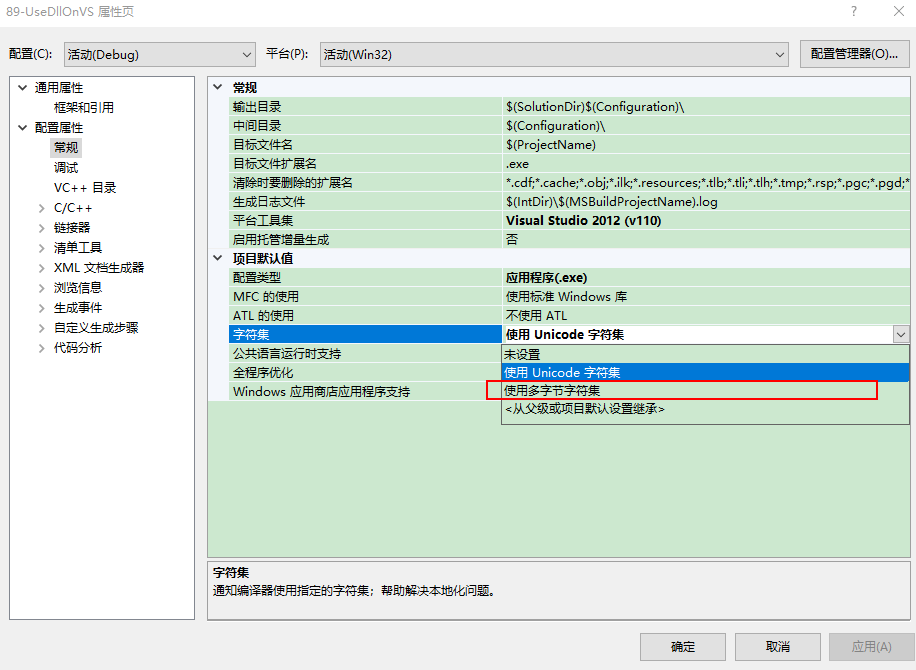 89-UseDllOnVS 属性页
配置(C): 活动(Debug) 平台(P): 活动(Win32) 配置管理器(O)...
通用属性
框架和引用
配置属性
常规
调试
VC++ 目录
C/C++
链接器
清单工具
XML 文档生成器
浏览信息
生成事件
自定义生成步骤
代码分析
常规
输出目录 $(SolutionDir)$(Configuration)\
中间目录 $(Configuration)\
目标文件名 $(ProjectName)
目标文件扩展名 .exe
清除时要删除的扩展名 *.cdf;*.cache;*.obj;*.ilk;*.resources;*.tlb;*.tli;*.tlh;*.tmp;*.rsp;*.pgc;*.pgd;*
生成日志文件 $(IntDir)\$(MSBuildProjectName).log
平台工具集 Visual Studio 2012 (v110)
启用托管增量生成 否
项目默认值
配置类型 应用程序(.exe)
MFC 的使用 使用标准 Windows 库
ATL 的使用 不使用 ATL
字符集 使用 Unicode 字符集
公共语言运行时支持 未设置
全程序优化 使用 Unicode 字符集
Windows 应用商店应用程序支持 使用多字节字符集
<从父级或项目默认设置继承>
字符集
通知编译器使用指定的字符集；帮助解决本地化问题。
确定 取消 应用(A)